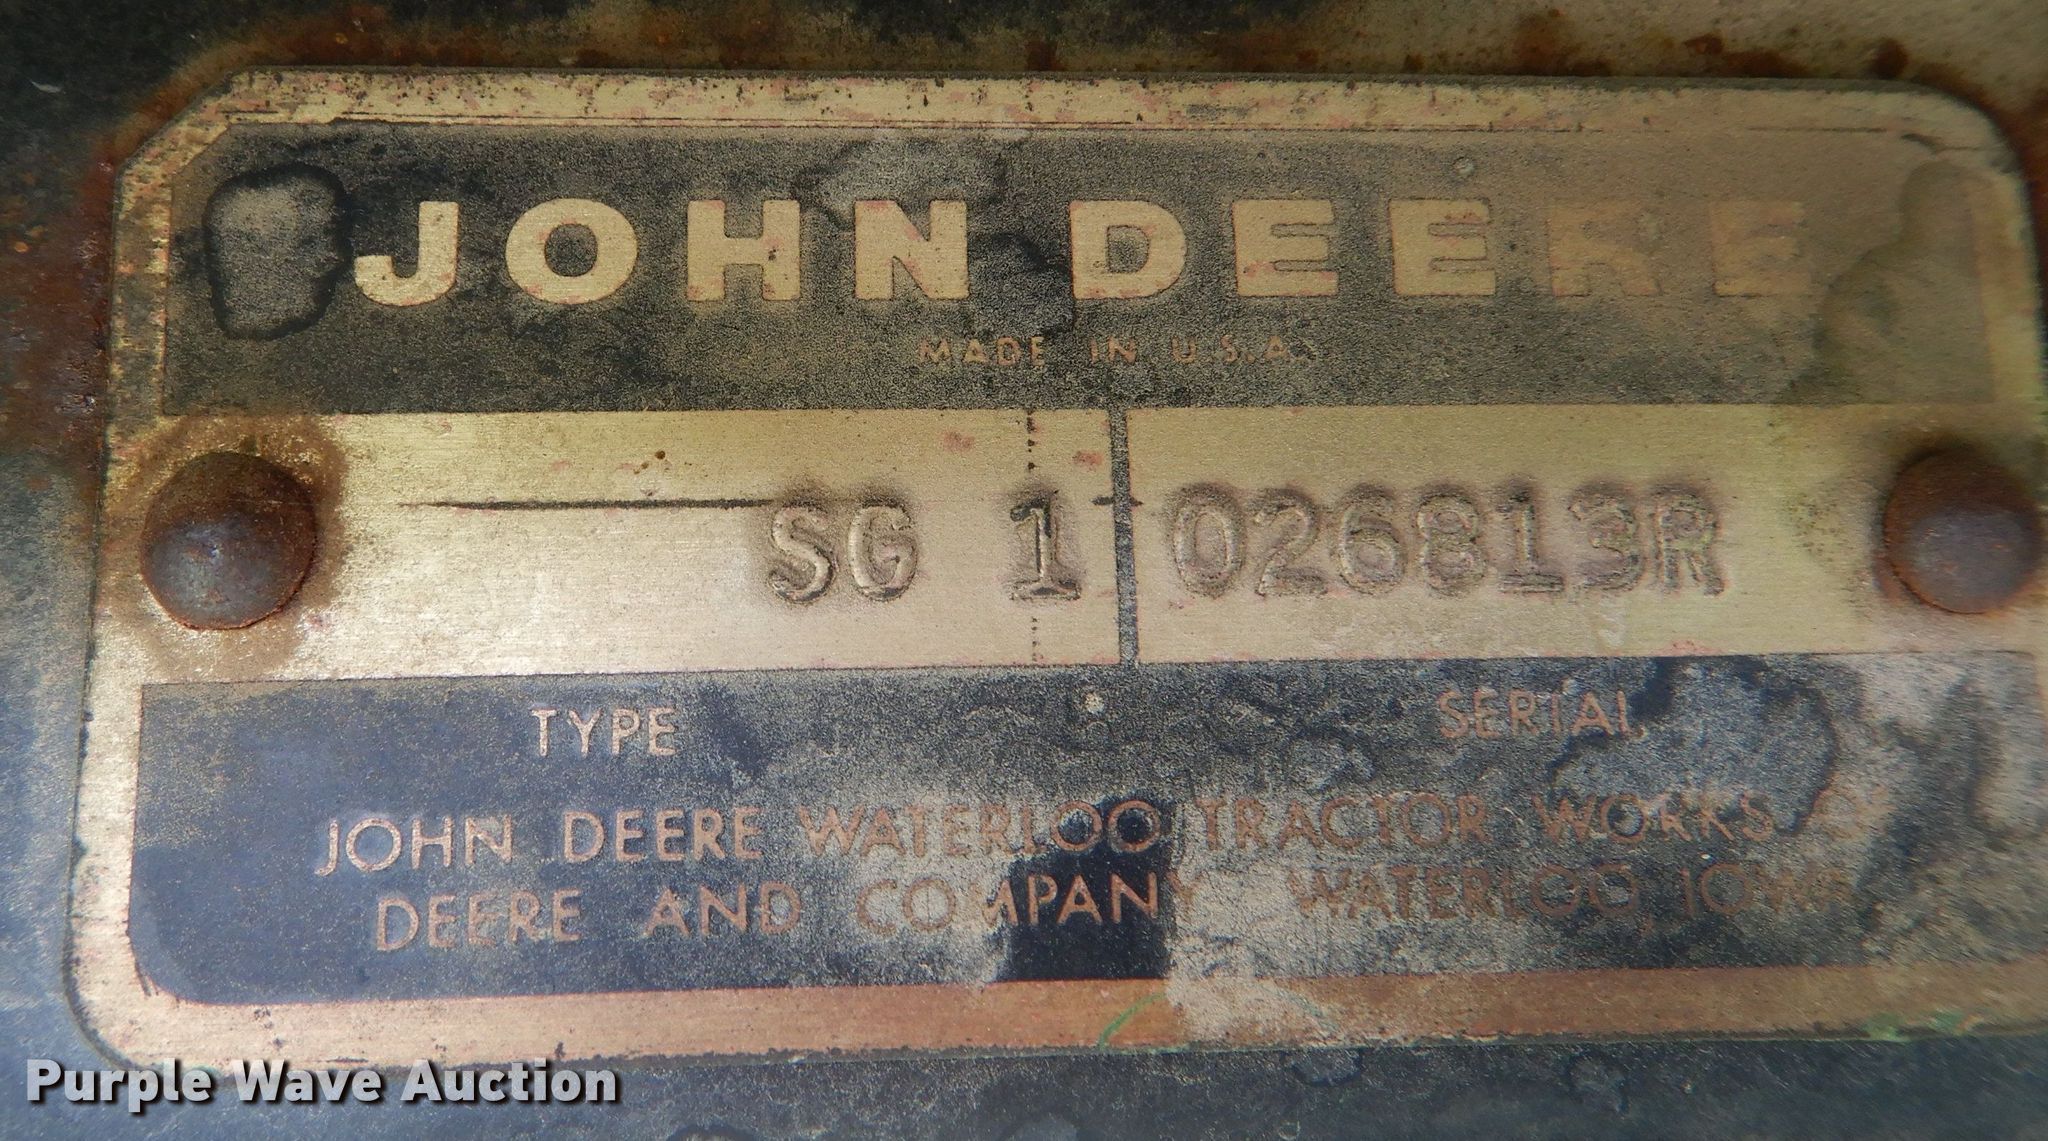 JOHN DEERE
MADE IN U.S.A.
SG 1 026813R
TYPE SERIAL
JOHN DEERE WATERLOO TRACTOR WORKS OF
DEERE AND COMPANY WATERLOO, IOWA
Purple Wave Auction